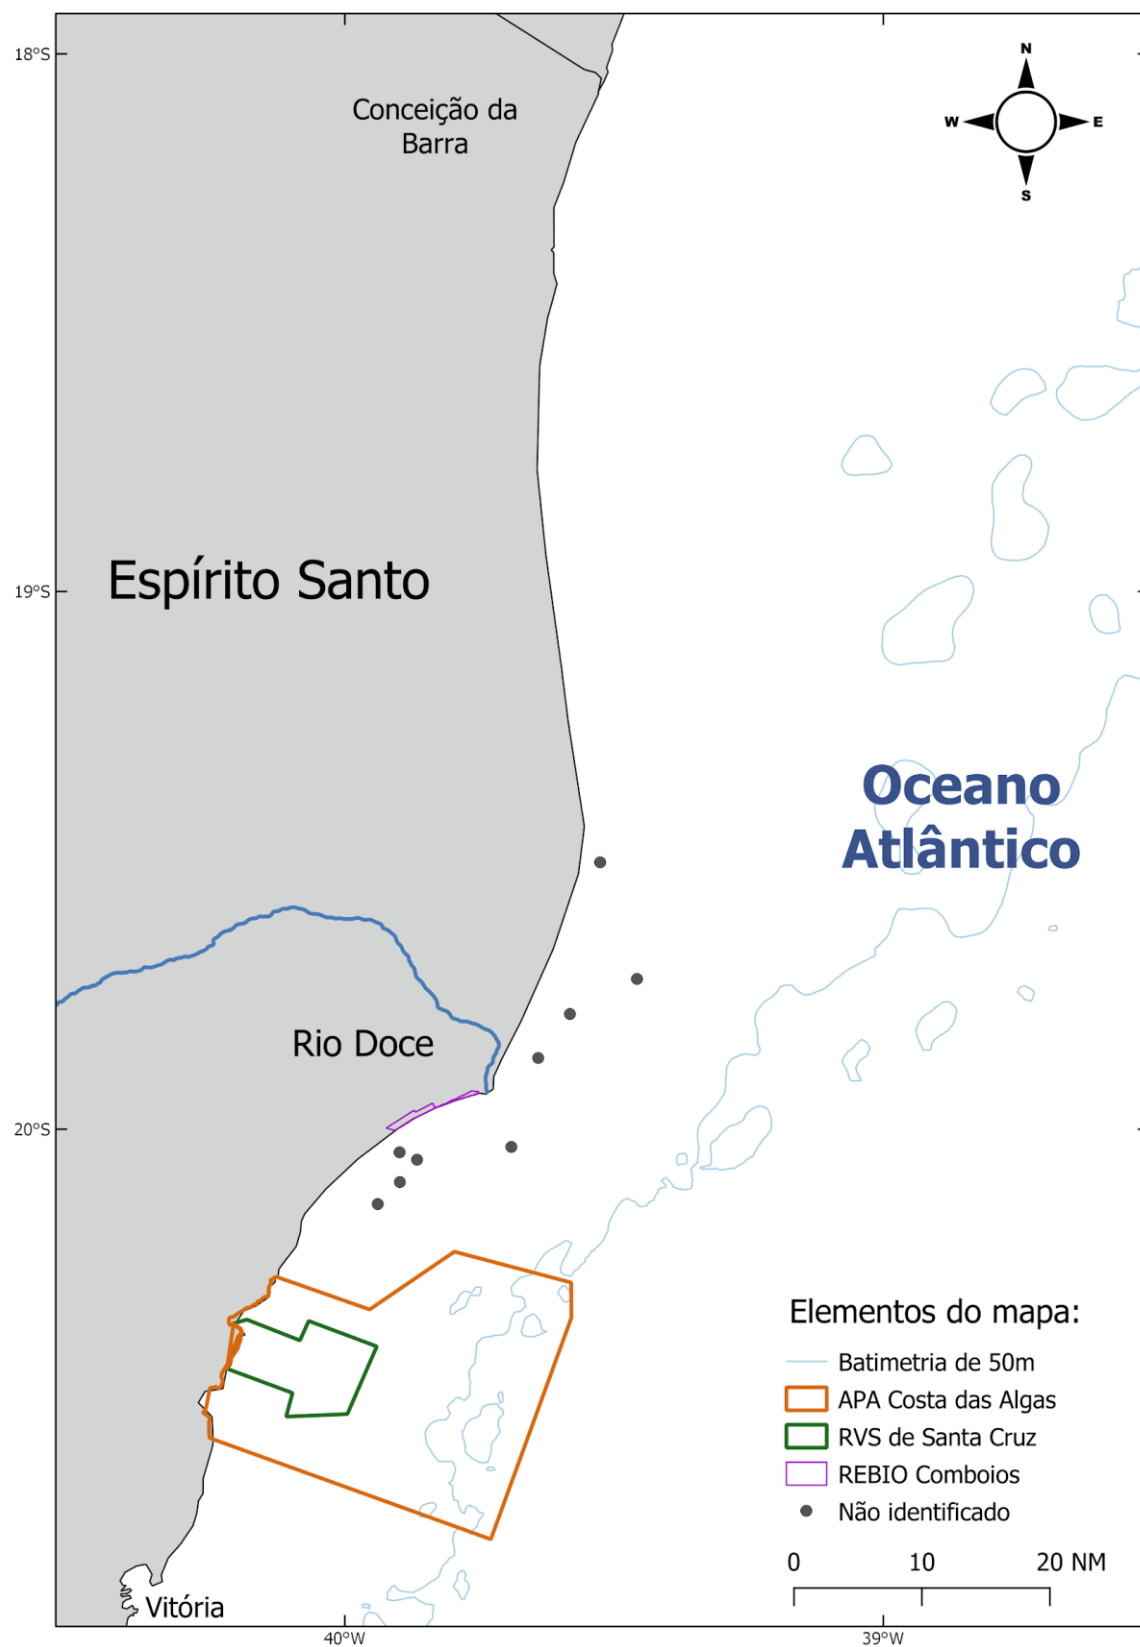 18°S
N
Conceição da
Barra
W
E
S
Espírito Santo
19°S
Oceano
Atlântico
Rio Doce
20°S
Elementos do mapa:
Batimetria de 50m
APA Costa das Algas
RVS de Santa Cruz
REBIO Comboios
Não identificado
0 10 20 NM
Vitória
40°W
39°W